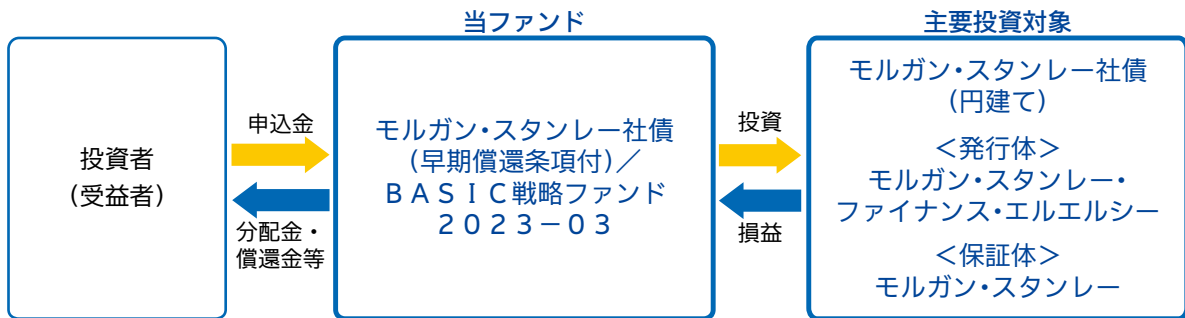 当ファンド
主要投資対象
投資者
(受益者)
申込金
分配金・
償還金等
モルガン・スタンレー社債
(早期償還条項付)／
ＢＡＳＩＣ戦略ファンド
２０２３－０３
投資
損益
モルガン・スタンレー社債
(円建て)
＜発行体＞
モルガン・スタンレー・
ファイナンス・エルエルシー
＜保証体＞
モルガン・スタンレー